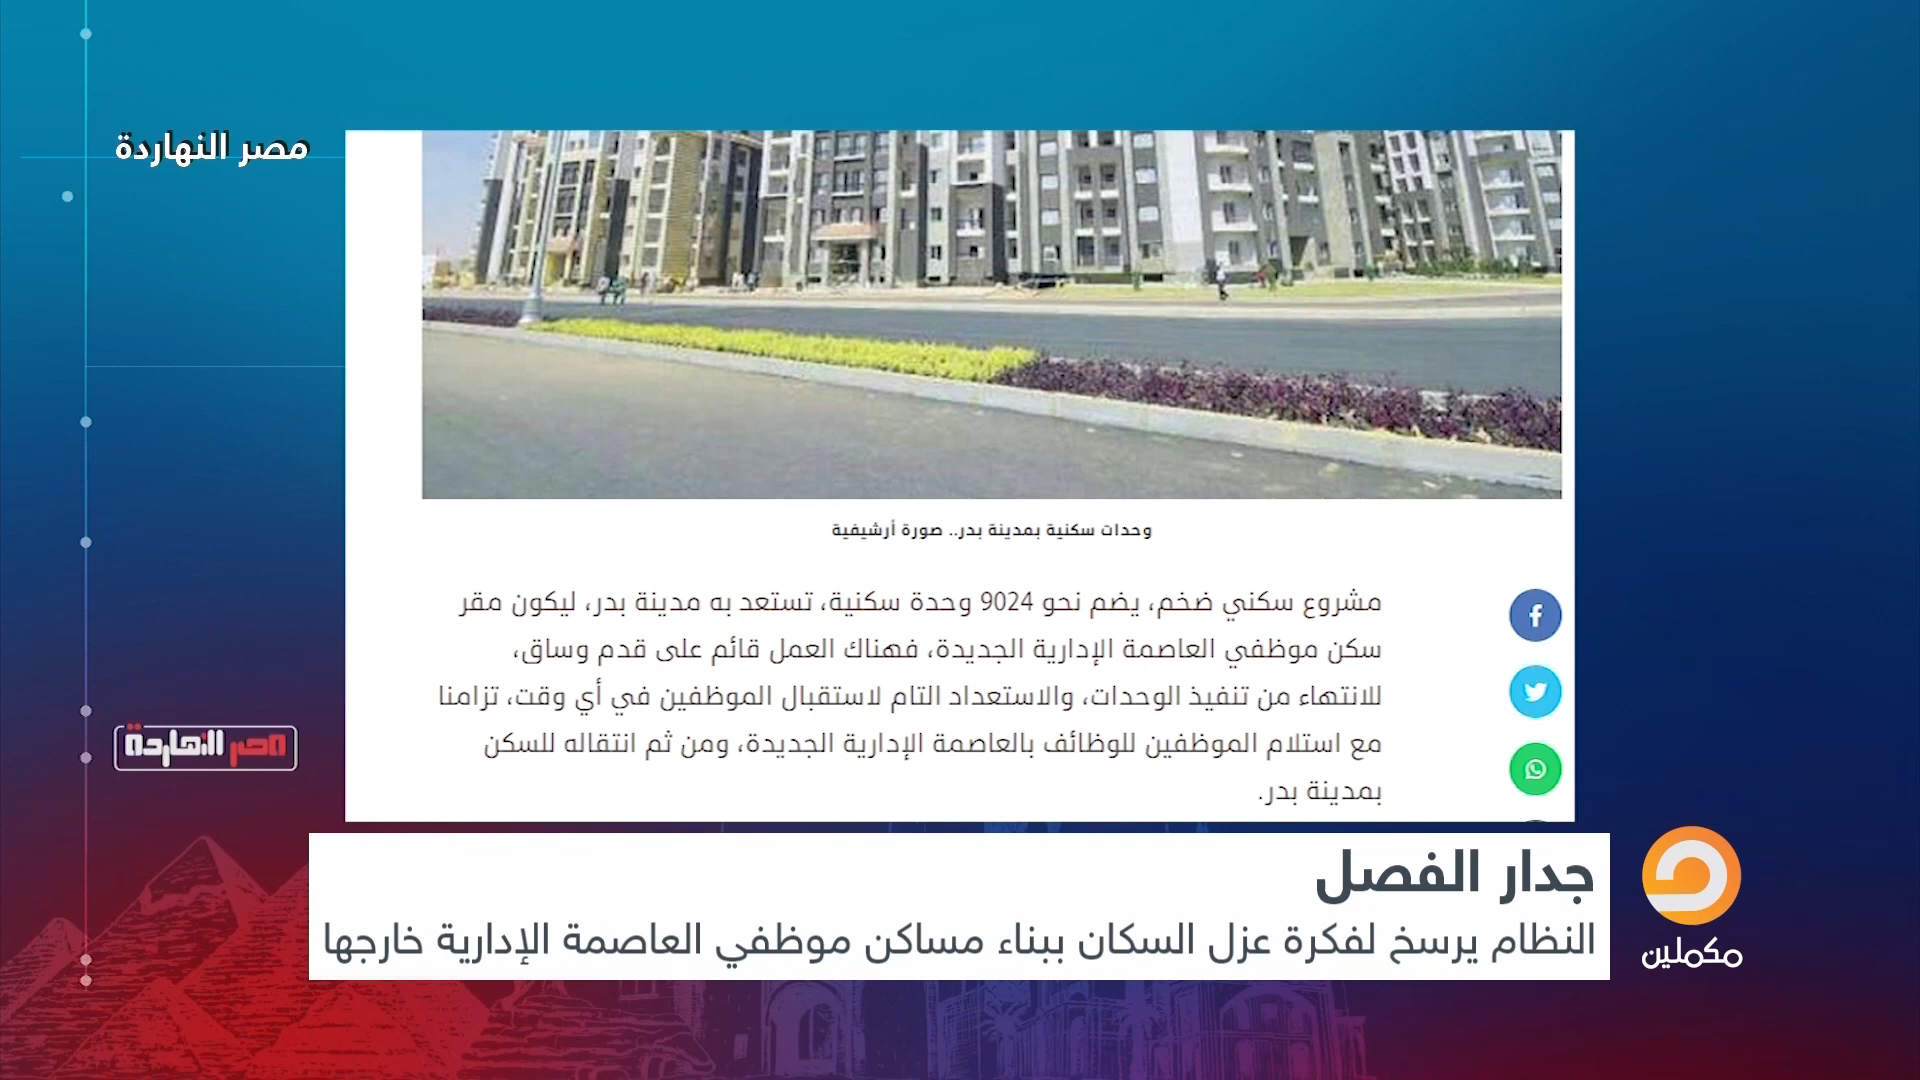 مصر النهاردة
وحدات سكنية بمدينة بدر.. صورة أرشيفية
مشروع سكني ضخم، يضم نحو 9024 وحدة سكنية، تستعد به مدينة بدر، ليكون مقر
سكن موظفي العاصمة الإدارية الجديدة، فهناك العمل قائم على قدم وساق،
للانتهاء من تنفيذ الوحدات، والاستعداد التام لاستقبال الموظفين في أي وقت، تزامنا
مع استلام الموظفين للوظائف بالعاصمة الإدارية الجديدة، ومن ثم انتقاله للسكن
بمدينة بدر.
مصر النهاردة
جدار الفصل
النظام يرسخ لفكرة عزل السكان ببناء مساكن موظفي العاصمة الإدارية خارجها
مكملين